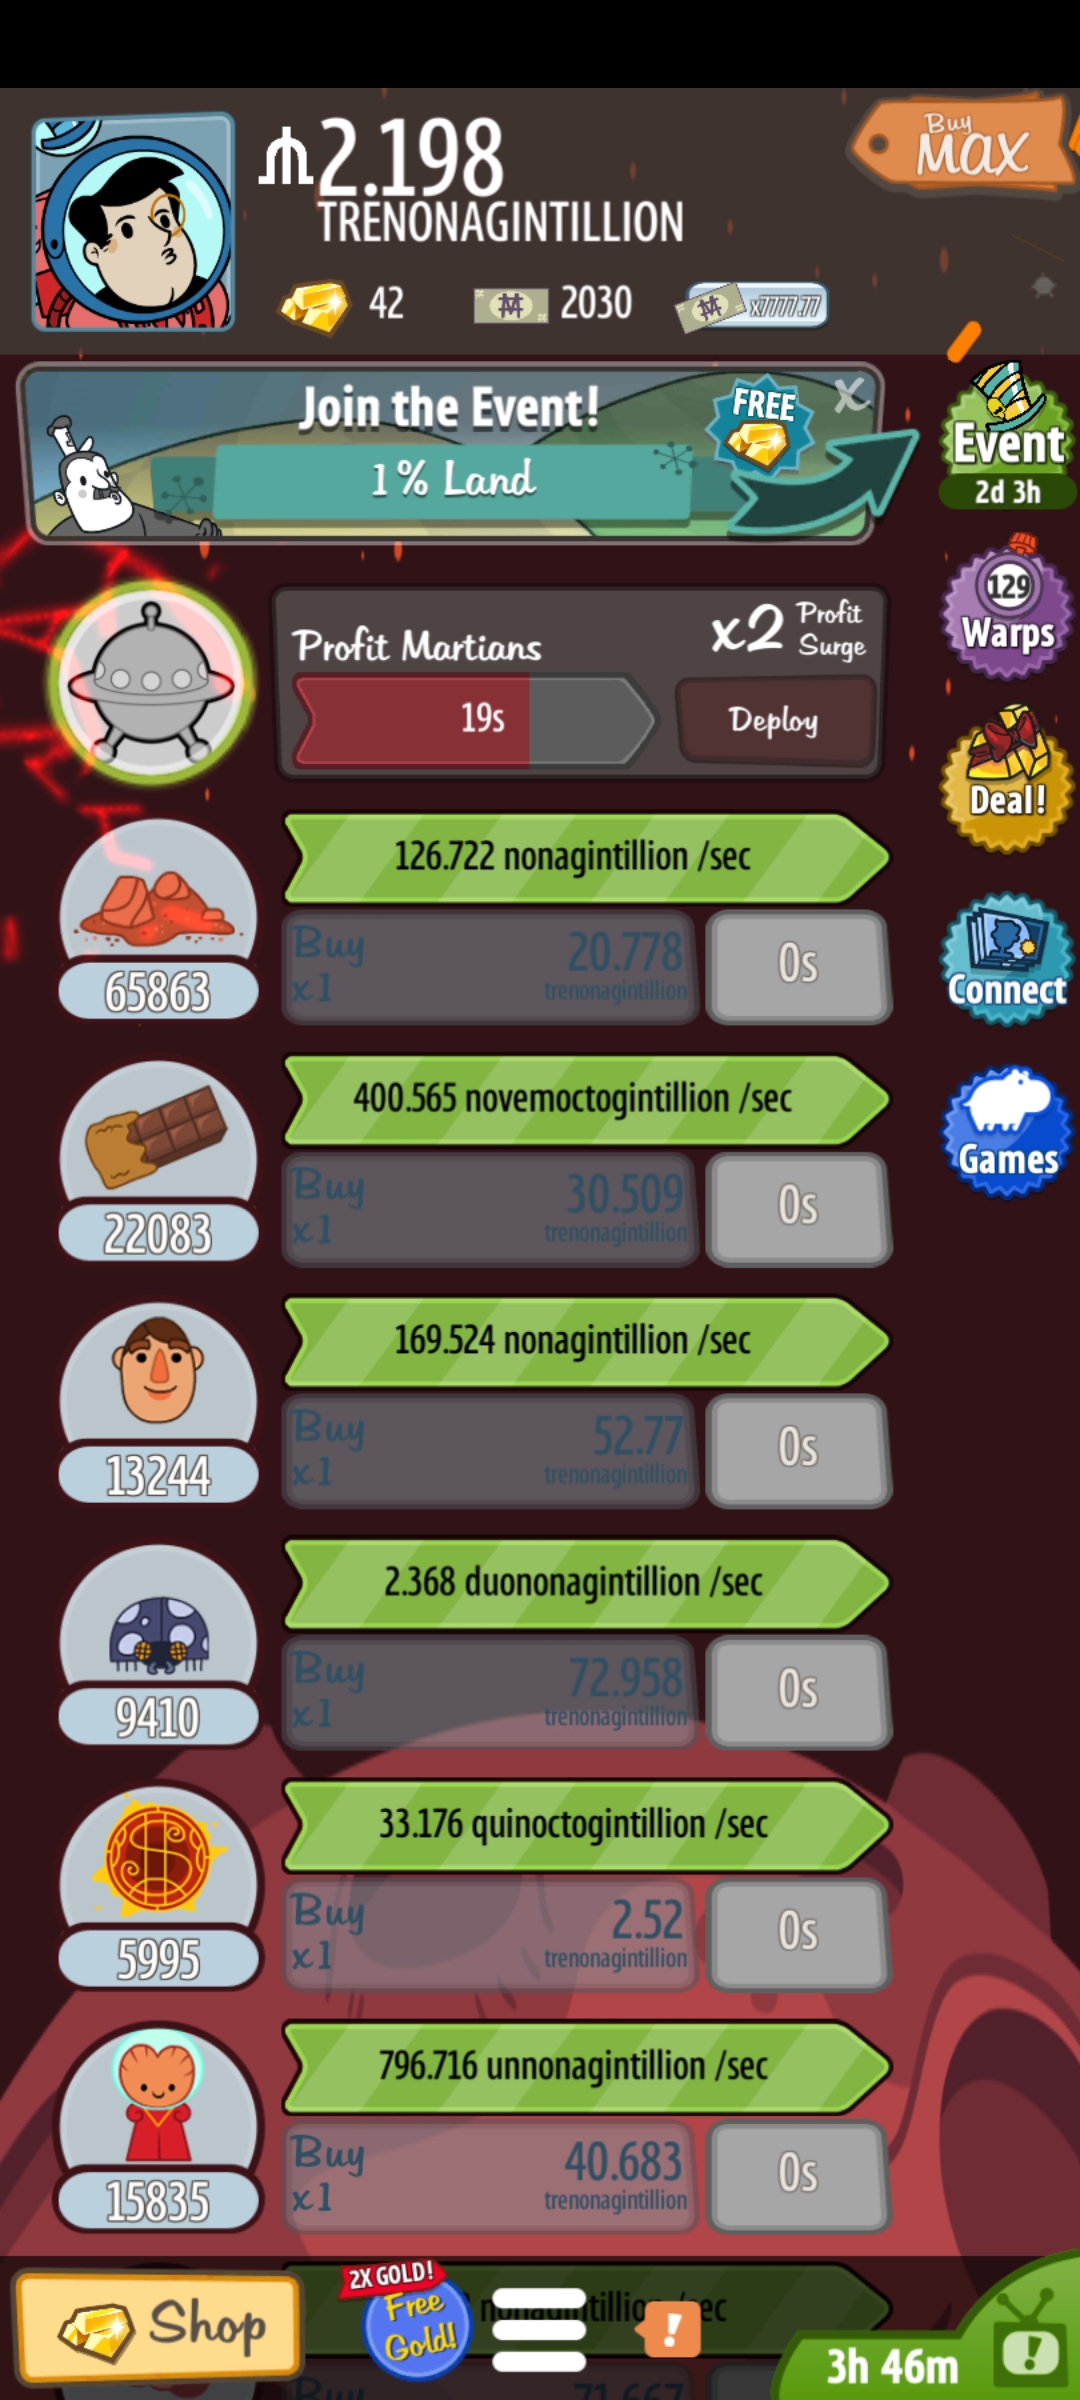 Buy
MAX
2.198
TRENONAGINTILLION
42
2030
x7777.77
Join the Event!
1% Land
FREE
X
Event
2d 3h
129
Warps
Profit Martians
x2 Profit
Surge
19s
Deploy
Deal!
126.722 nonagintillion /sec
Buy
x1
20.778
trenonagintillion
0s
65863
Connect
400.565 novemoctogintillion /sec
Buy
x1
30.509
trenonagintillion
0s
22083
Games
169.524 nonagintillion /sec
Buy
x1
52.77
trenonagintillion
0s
13244
2.368 duononagintillion /sec
Buy
x1
72.958
trenonagintillion
0s
9410
33.176 quinoctogintillion /sec
Buy
x1
2.52
trenonagintillion
0s
5995
796.716 unnonagintillion /sec
Buy
x1
40.683
trenonagintillion
0s
15835
Shop
2X GOLD!
Free
Gold!
!
3h 46m
!